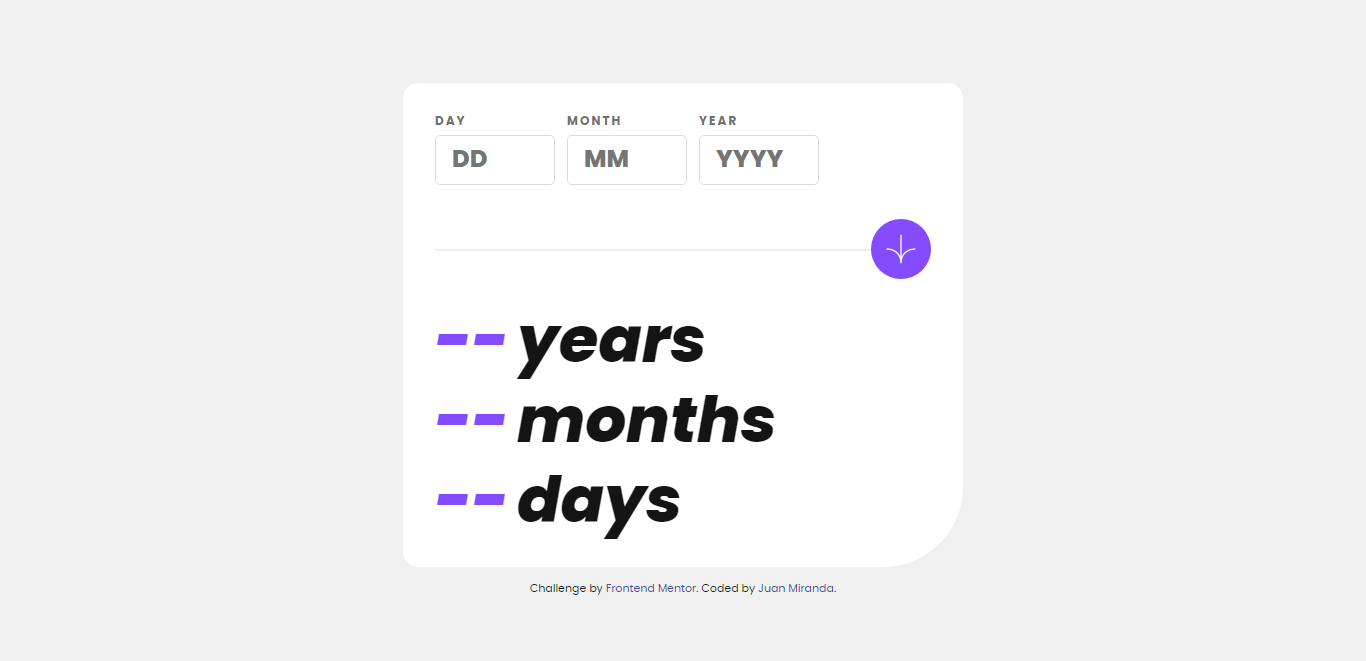 DAY MONTH YEAR
DD MM YYYY
-- years
-- months
-- days
Challenge by Frontend Mentor. Coded by Juan Miranda.